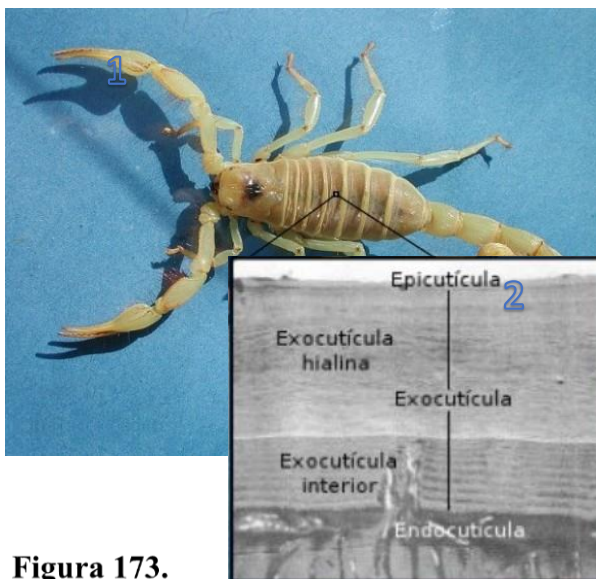 1
Epicutícula
2
Exocutícula
hialina
Exocutícula
Exocutícula
interior
Endocutícula
Figura 173.